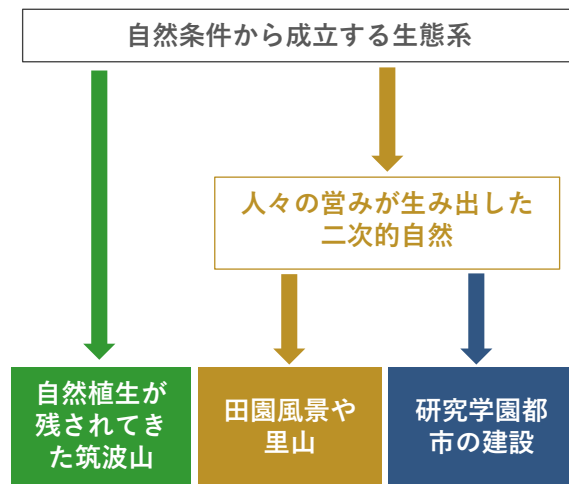 自然条件から成立する生態系
人々の営みが生み出した
二次的自然
自然植生が
残されてき
た筑波山
田園風景や
里山
研究学園都
市の建設